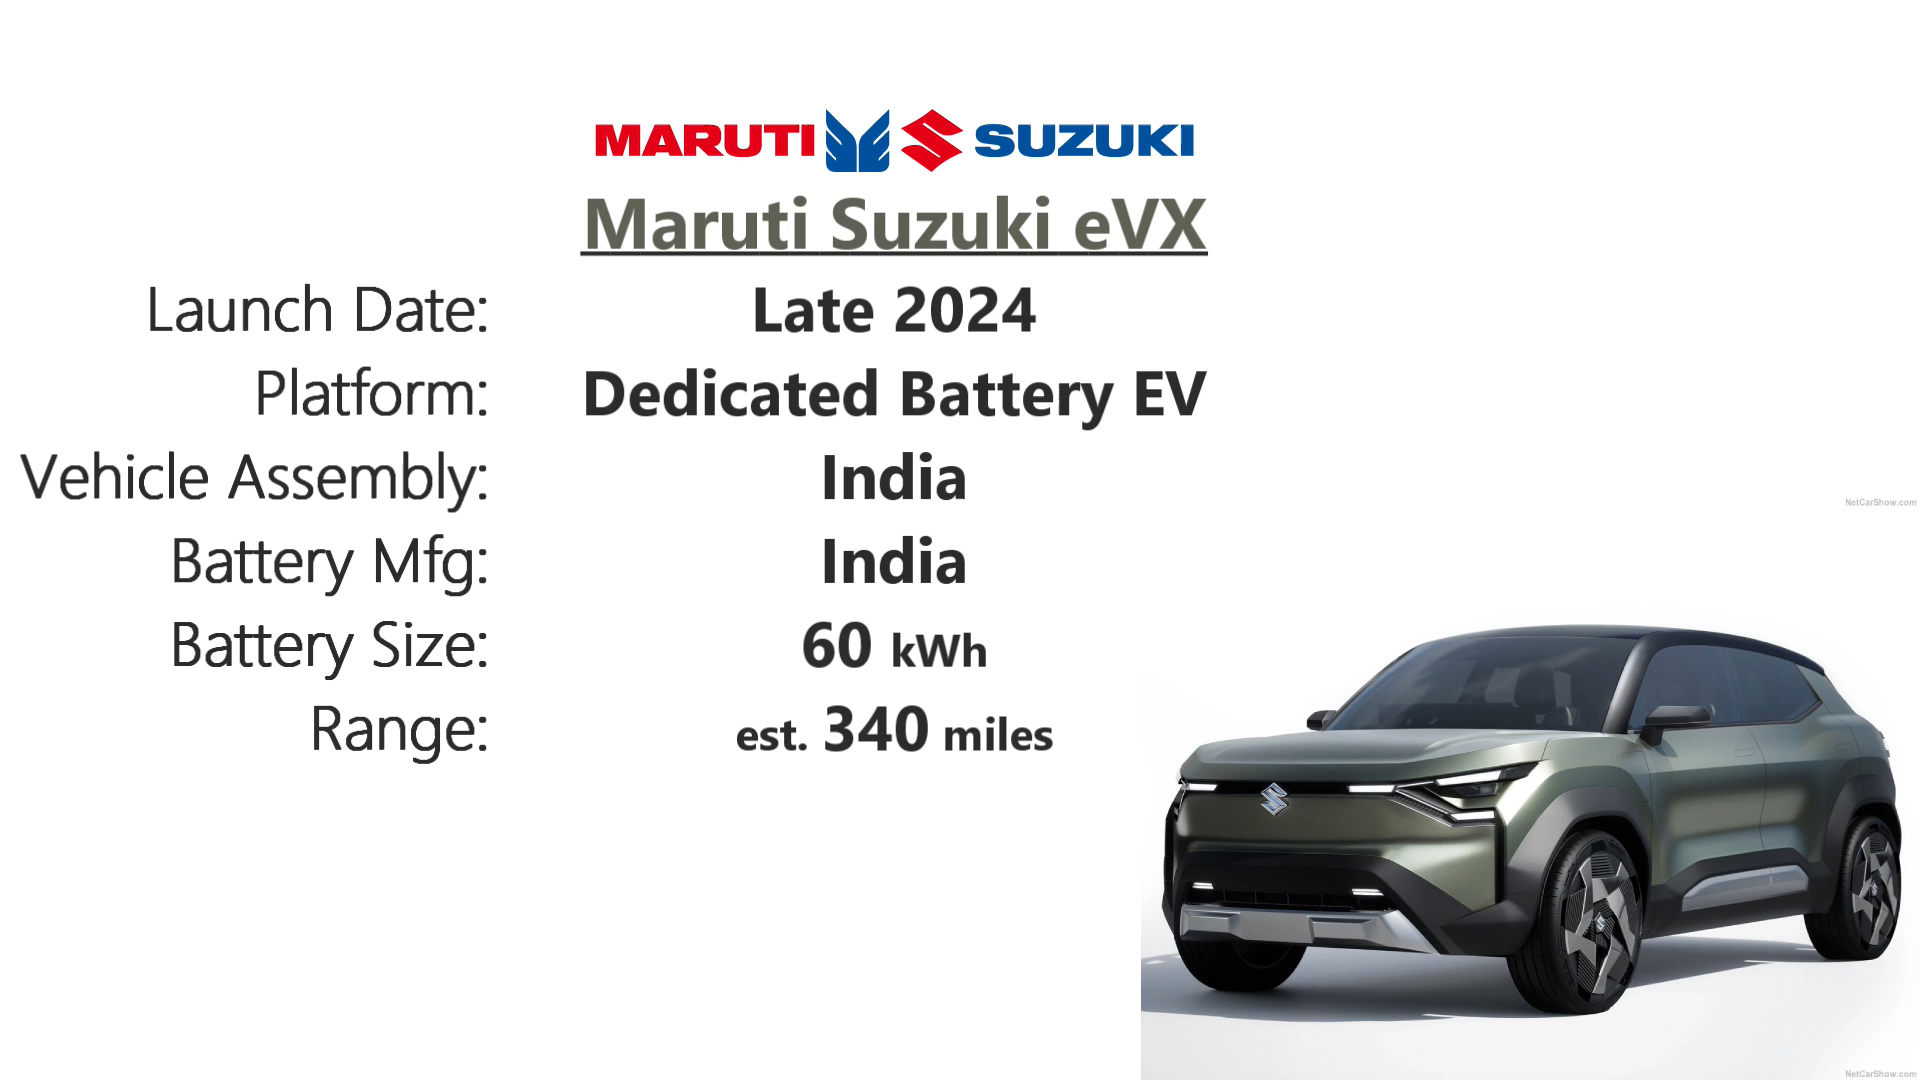 MARUTI SUZUKI
Maruti Suzuki eVX
Launch Date: Late 2024
Platform: Dedicated Battery EV
Vehicle Assembly: India
Battery Mfg: India
Battery Size: 60 kWh
Range: est. 340 miles
NetCarShow.com
NetCarShow.com